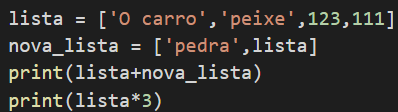 lista = ['O carro','peixe',123,111]
nova_lista = ['pedra',lista]
print(lista+nova_lista)
print(lista*3)